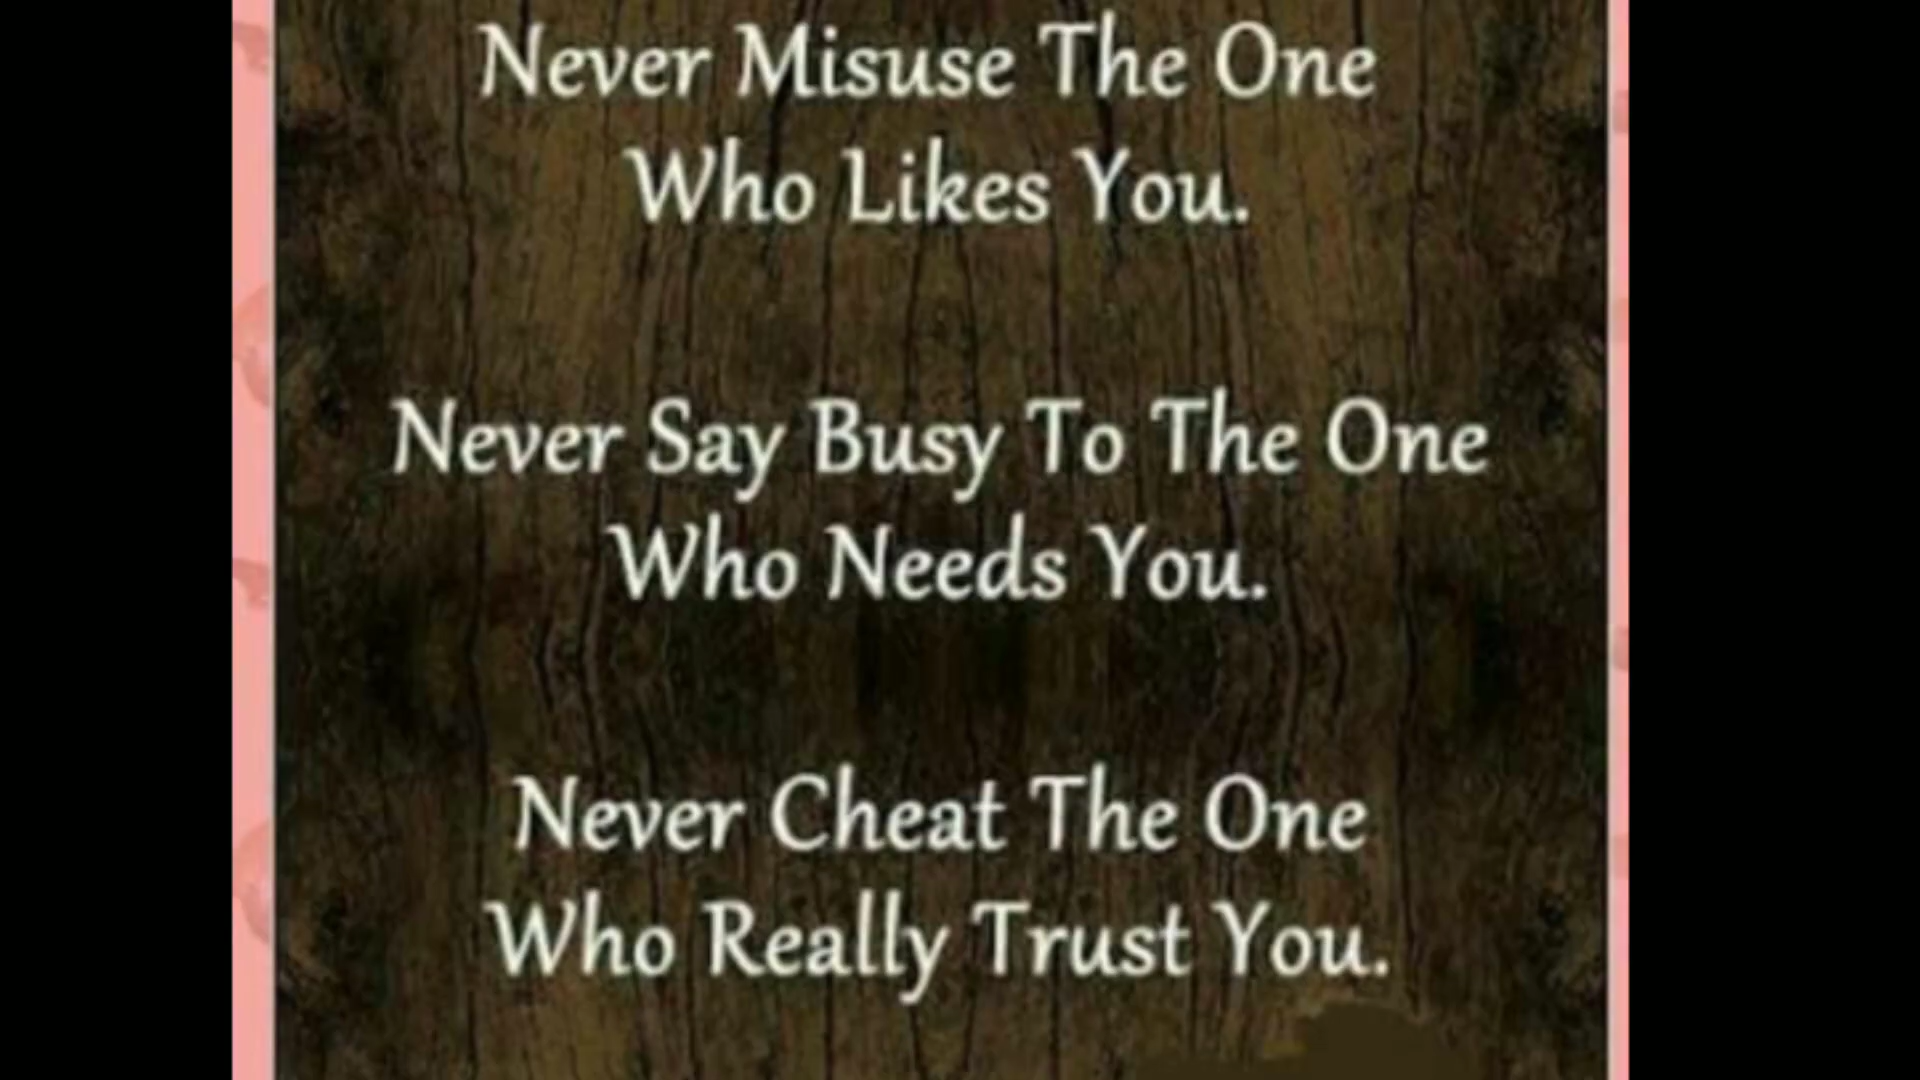 Never Misuse The One
Who Likes You.
Never Say Busy To The One
Who Needs You.
Never Cheat The One
Who Really Trust You.